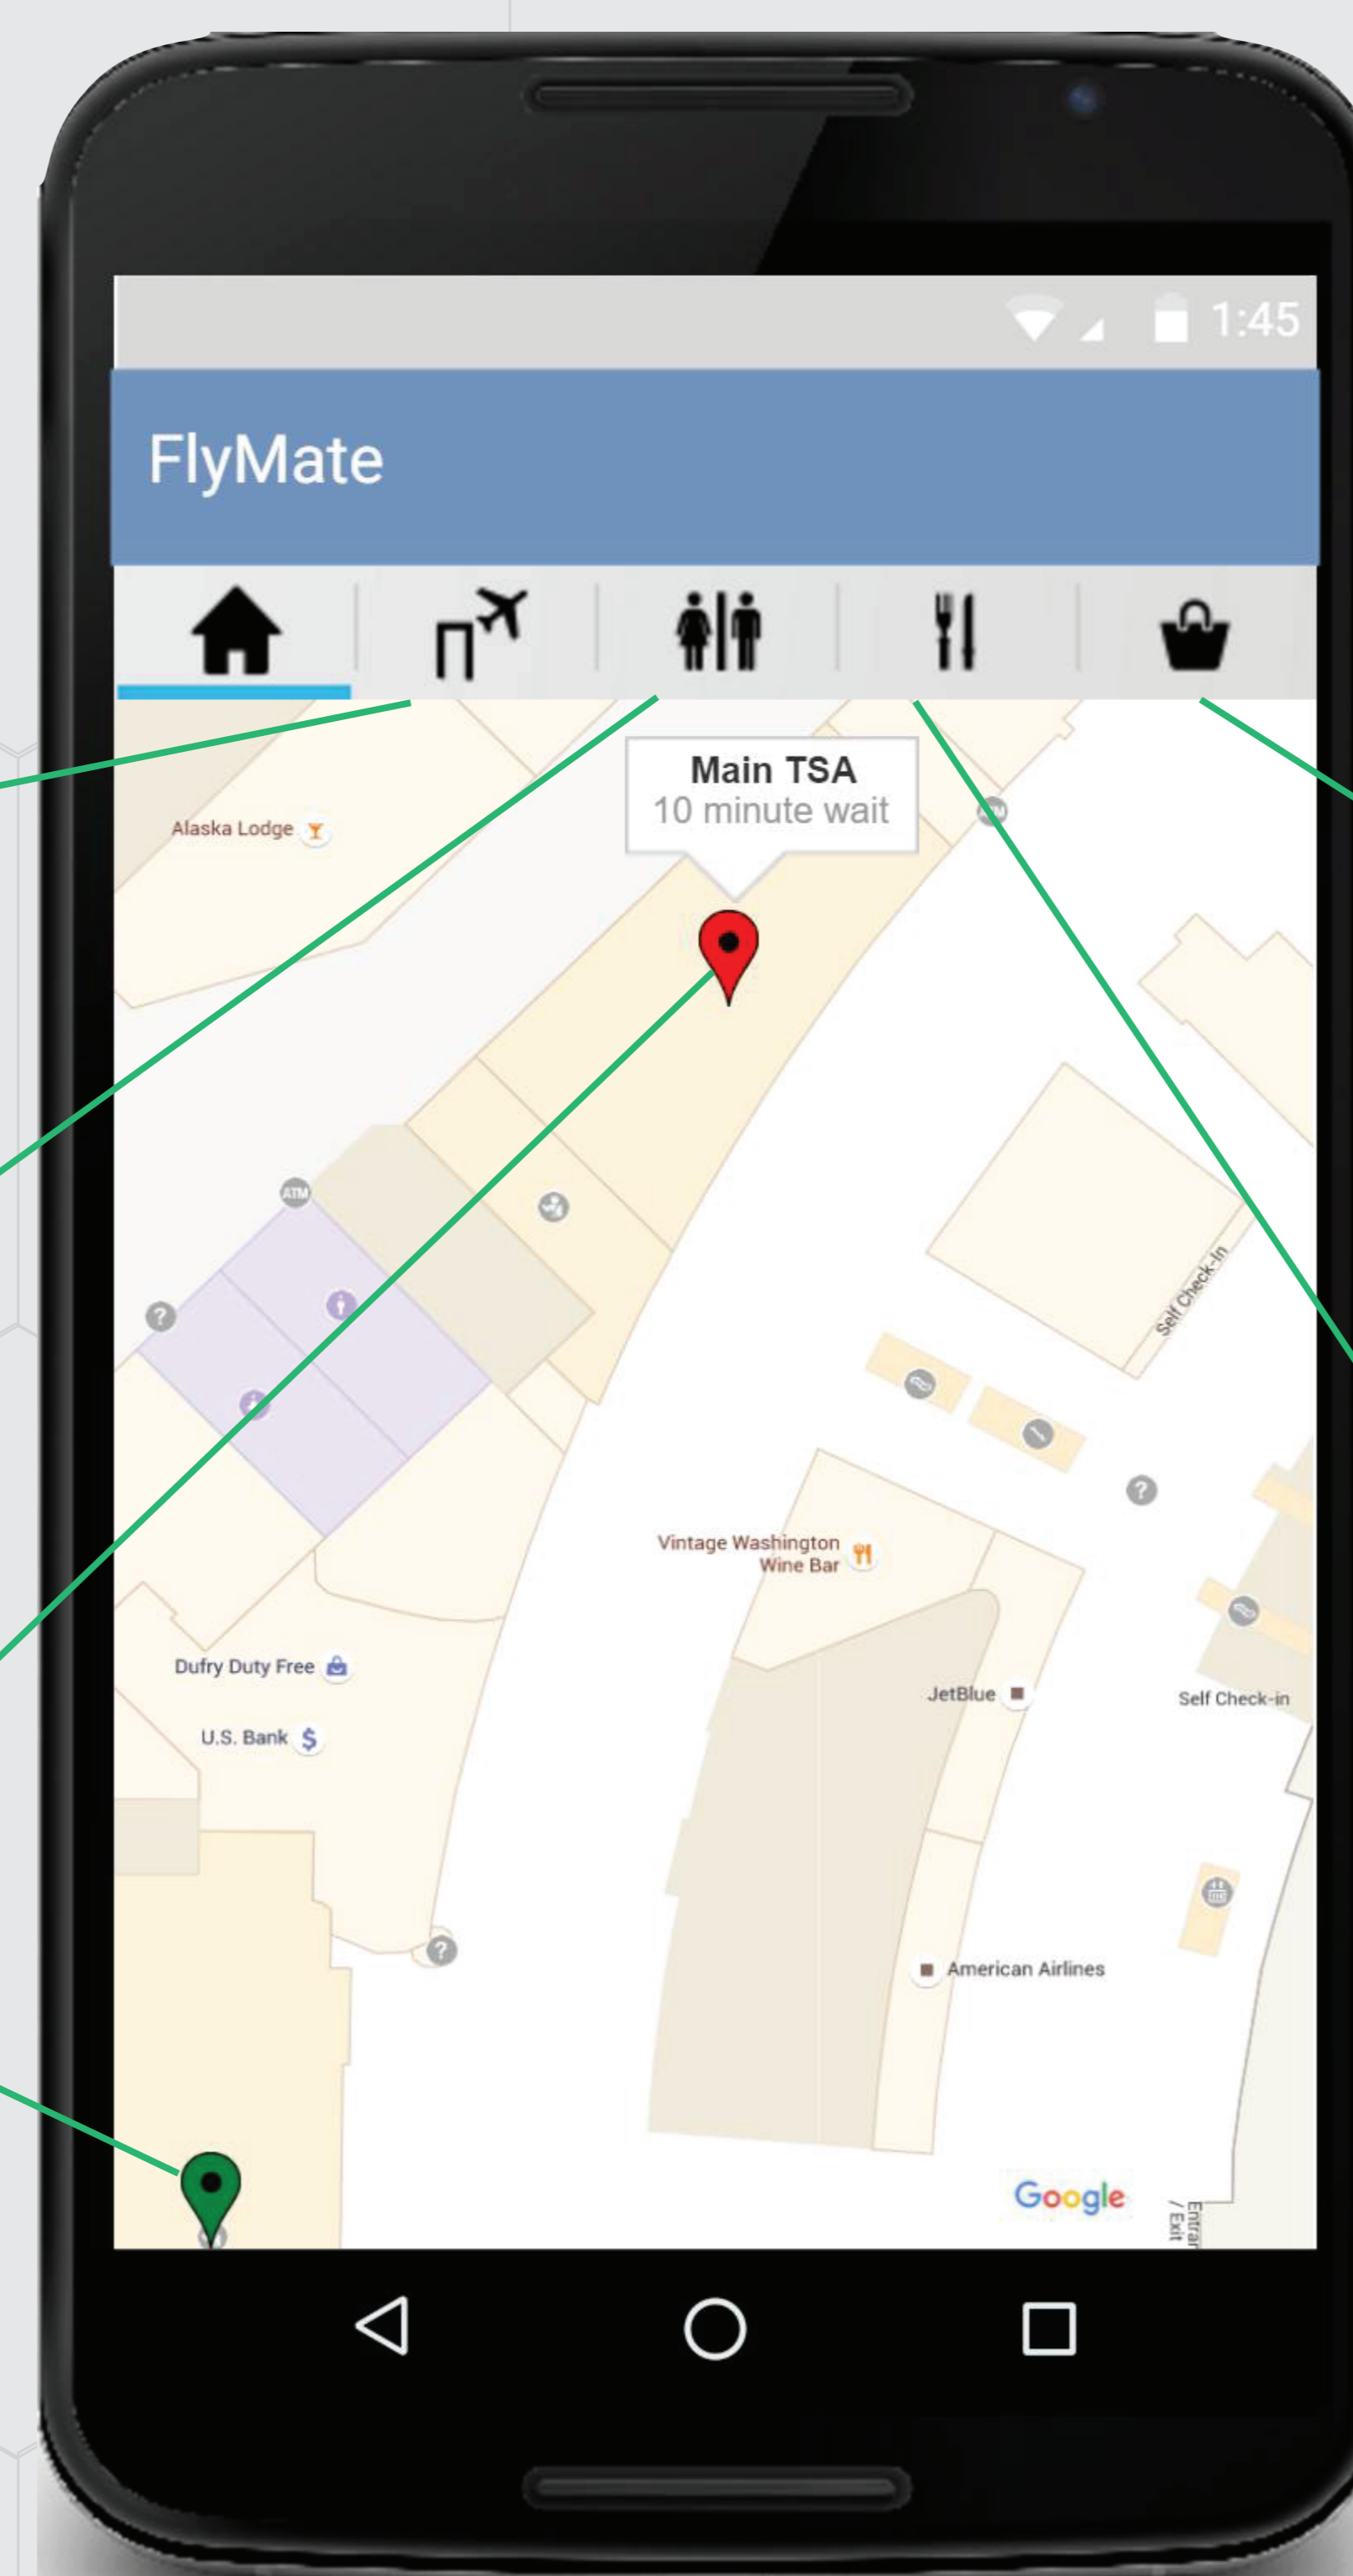 1:45
FlyMate
Main TSA
10 minute wait
Alaska Lodge
ATM
ATM
?
Self Check-In
?
Vintage Washington
Wine Bar
Dufry Duty Free
JetBlue
Self Check-in
U.S. Bank $
?
American Airlines
Google
Entrar
/ Exit